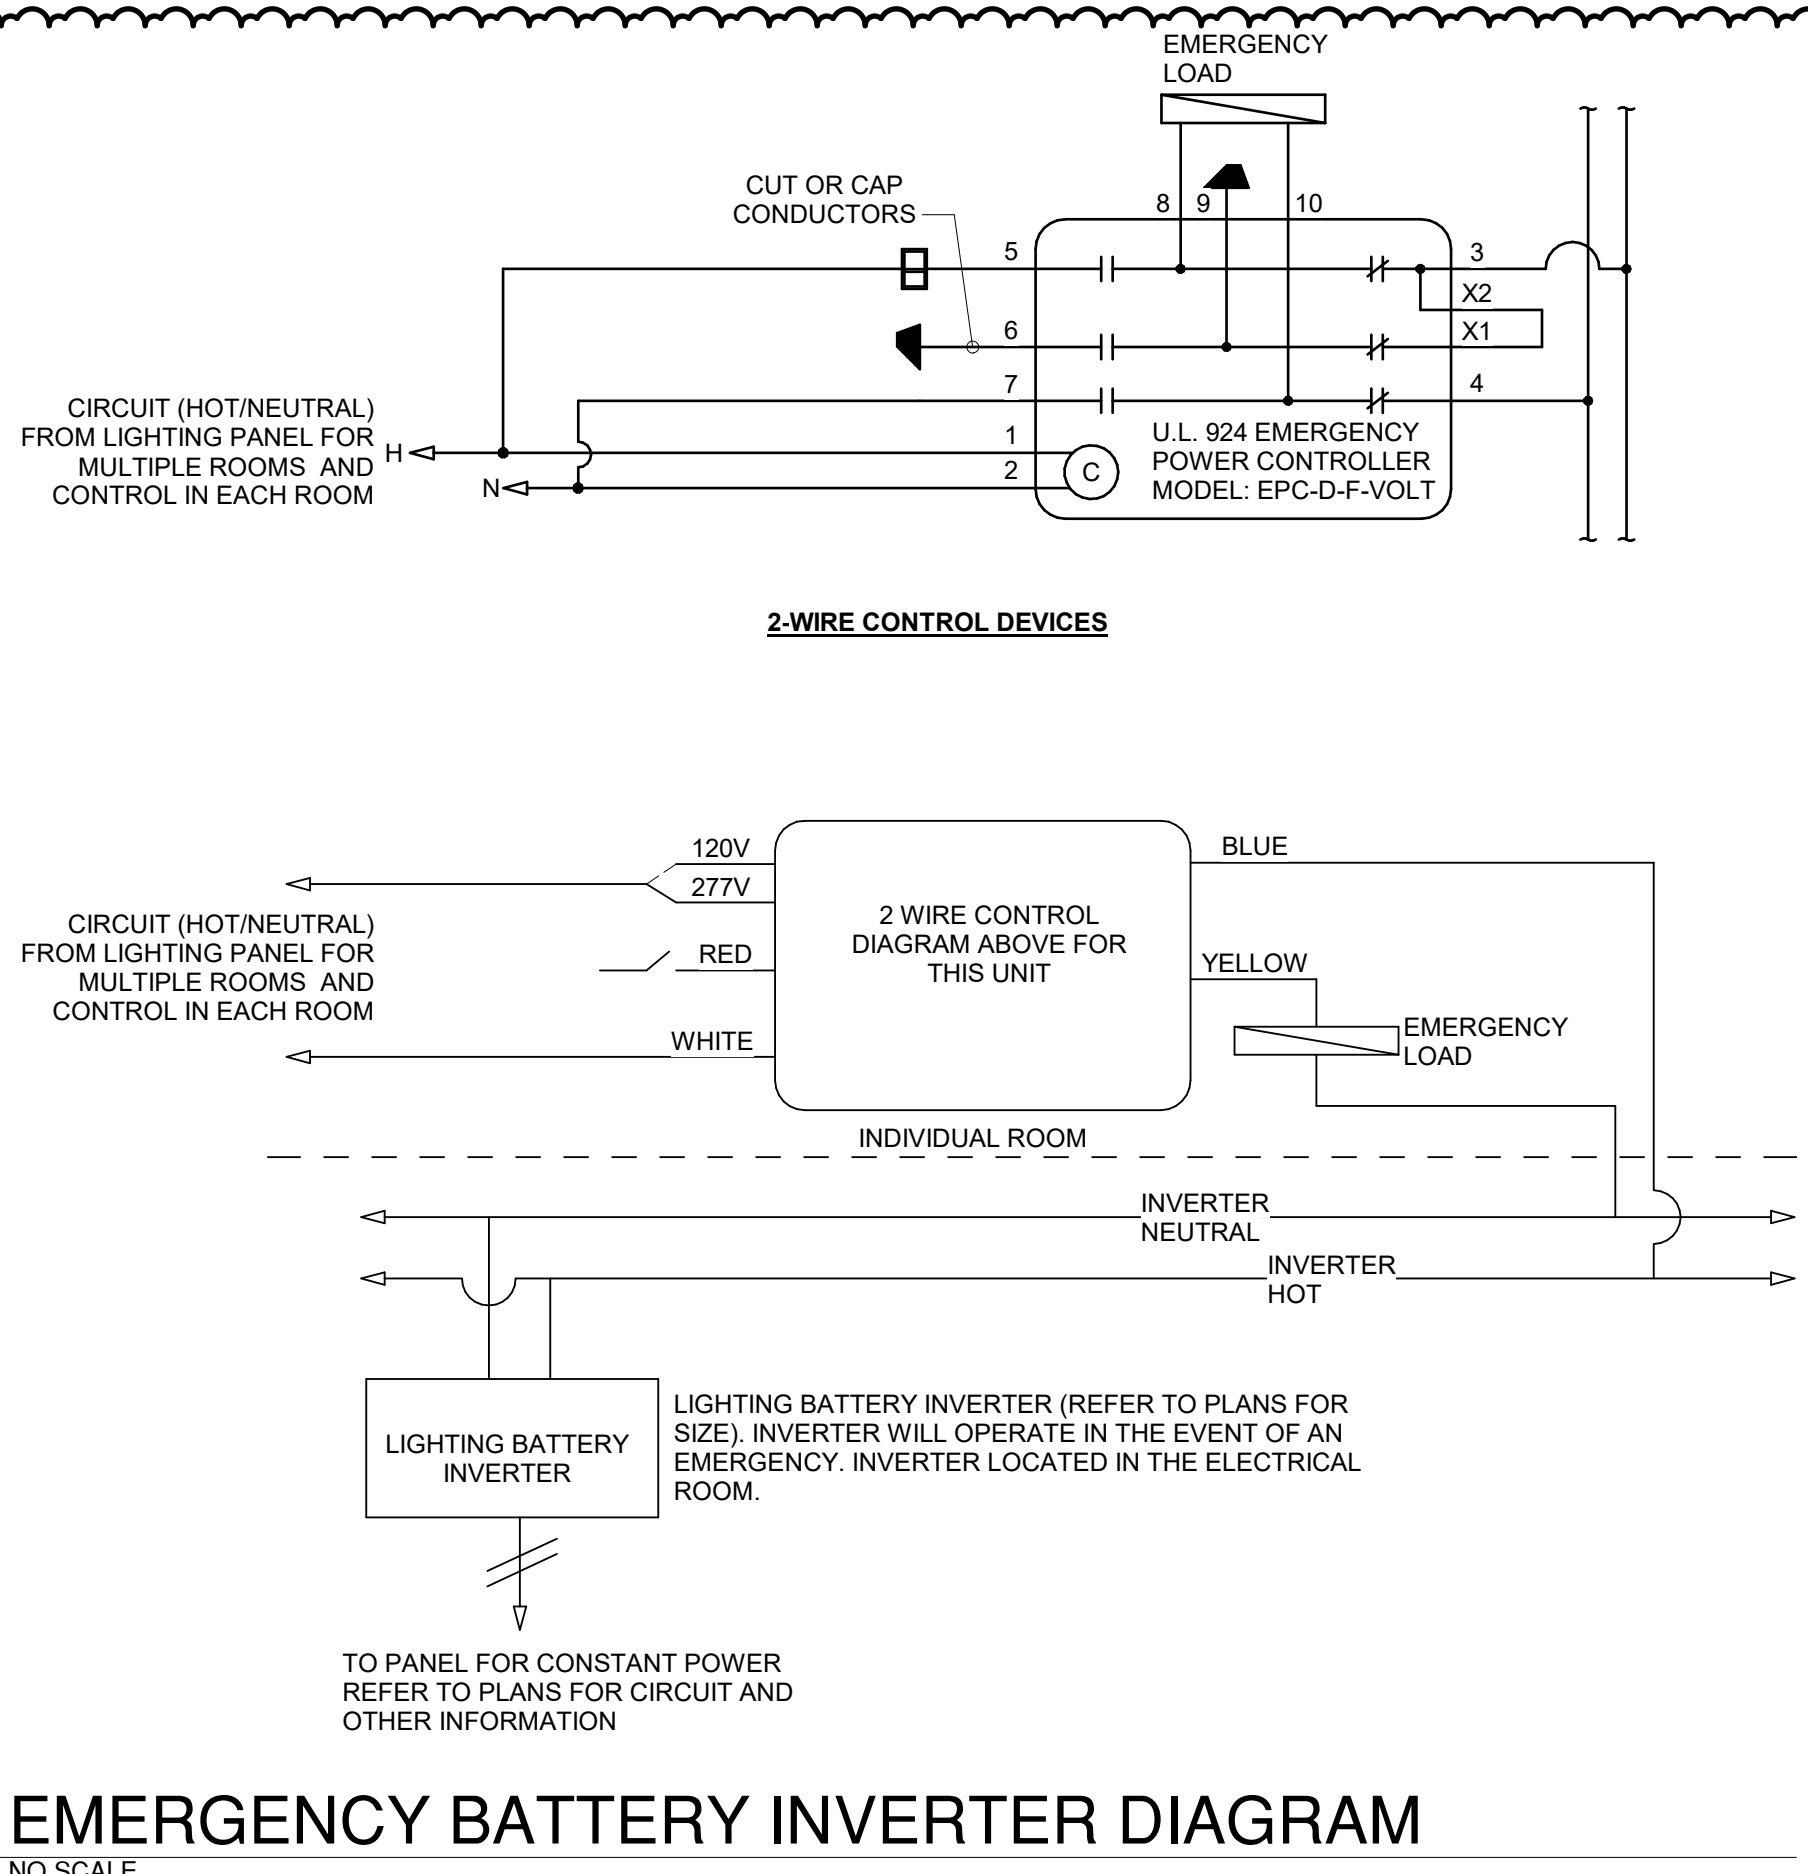 EMERGENCY
LOAD
CUT OR CAP
CONDUCTORS
8 9 10
5 3
X2
6 X1
7 4
CIRCUIT (HOT/NEUTRAL)
FROM LIGHTING PANEL FOR
MULTIPLE ROOMS AND
CONTROL IN EACH ROOM
H 1
N 2
C
U.L. 924 EMERGENCY
POWER CONTROLLER
MODEL: EPC-D-F-VOLT
2-WIRE CONTROL DEVICES
120V
277V
RED
WHITE
CIRCUIT (HOT/NEUTRAL)
FROM LIGHTING PANEL FOR
MULTIPLE ROOMS AND
CONTROL IN EACH ROOM
2 WIRE CONTROL
DIAGRAM ABOVE FOR
THIS UNIT
BLUE
YELLOW
EMERGENCY
LOAD
INDIVIDUAL ROOM
INVERTER
NEUTRAL
INVERTER
HOT
LIGHTING BATTERY
INVERTER
LIGHTING BATTERY INVERTER (REFER TO PLANS FOR
SIZE). INVERTER WILL OPERATE IN THE EVENT OF AN
EMERGENCY. INVERTER LOCATED IN THE ELECTRICAL
ROOM.
TO PANEL FOR CONSTANT POWER
REFER TO PLANS FOR CIRCUIT AND
OTHER INFORMATION
EMERGENCY BATTERY INVERTER DIAGRAM
NO SCALE